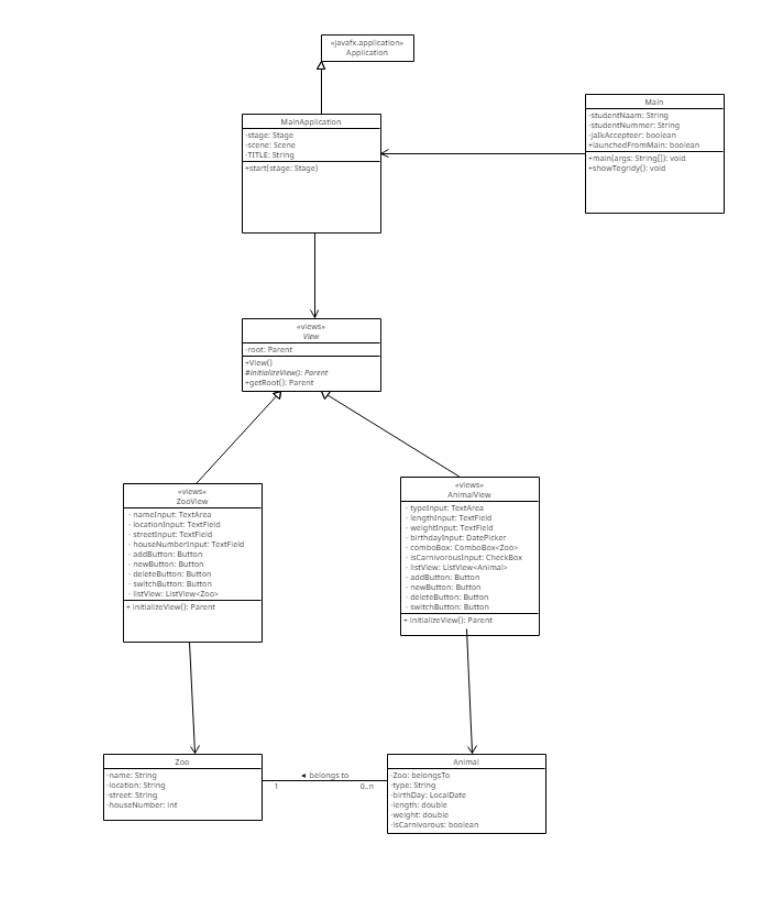 «javafx.application»
Application
MainApplication
-stage: Stage
-scene: Scene
-TITLE: String
+start(stage: Stage)
Main
-studentNaam: String
-studentNummer: String
-jaIkAccepteer: boolean
+launchedFromMain: boolean
+main(args: String[]): void
+showTegridy(): void
«views»
View
-root: Parent
+View()
#initializeView(): Parent
+getRoot(): Parent
«views»
ZooView
- nameInput: TextArea
- locationInput: TextField
- streetInput: TextField
- houseNumberInput: TextField
- addButton: Button
- newButton: Button
- deleteButton: Button
- switchButton: Button
- listView: ListView<Zoo>
+ initializeView(): Parent
«views»
AnimalView
- typeInput: TextArea
- lengthInput: TextField
- weightInput: TextField
- birthdayInput: DatePicker
- comboBox: ComboBox<Zoo>
- isCarnivorousInput: CheckBox
- listView: ListView<Animal>
- addButton: Button
- newButton: Button
- deleteButton: Button
- switchButton: Button
+ initializeView(): Parent
Zoo
-name: String
-location: String
-street: String
-houseNumber: int
◄ belongs to
1 0..n
Animal
-Zoo: belongsTo
-type: String
-birthDay: LocalDate
-length: double
-weight: double
-isCarnivorous: boolean